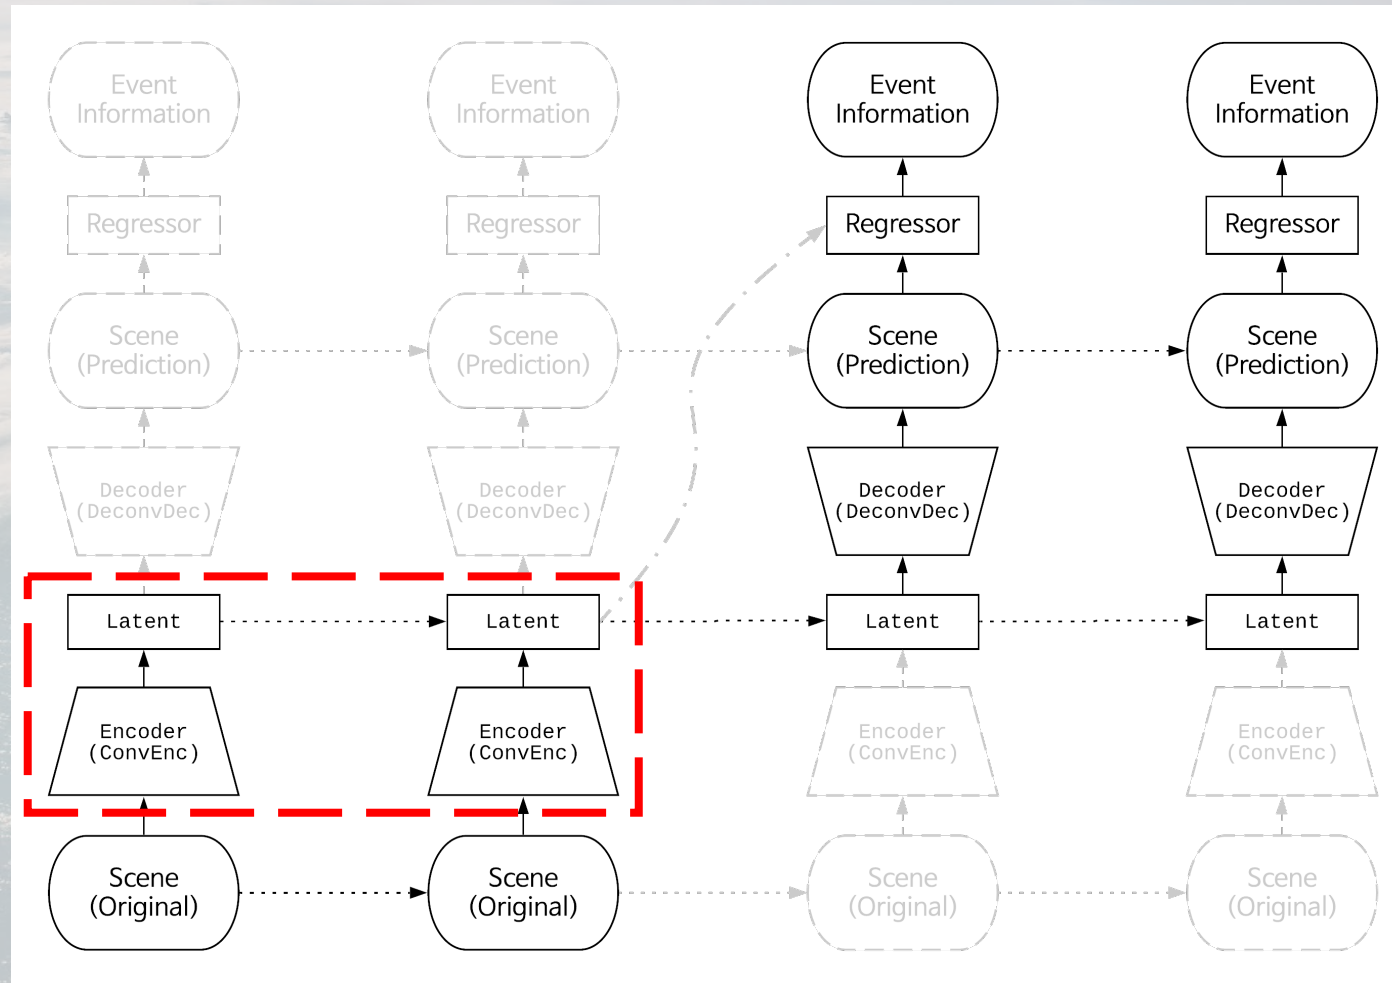 Event
Information
Event
Information
Event
Information
Event
Information
Regressor
Regressor
Regressor
Regressor
Scene
(Prediction)
Scene
(Prediction)
Scene
(Prediction)
Scene
(Prediction)
Decoder
(DeconvDec)
Decoder
(DeconvDec)
Decoder
(DeconvDec)
Decoder
(DeconvDec)
Latent
Latent
Latent
Latent
Encoder
(ConvEnc)
Encoder
(ConvEnc)
Encoder
(ConvEnc)
Encoder
(ConvEnc)
Scene
(Original)
Scene
(Original)
Scene
(Original)
Scene
(Original)